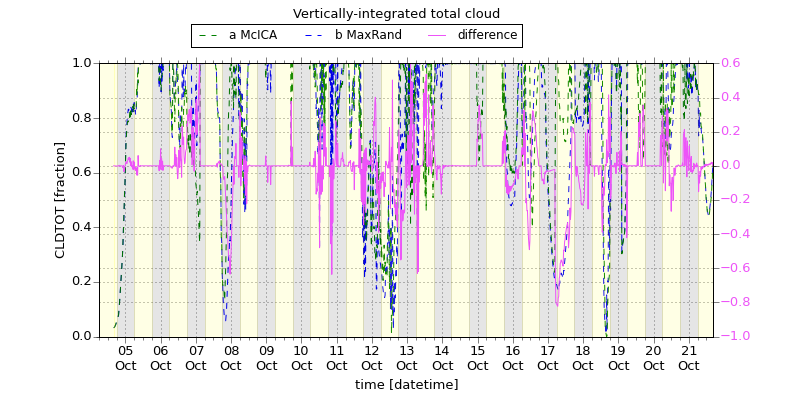 Vertically-integrated total cloud
a McICA b MaxRand difference
1.0 0.6
0.4
0.8 0.2
0.6 0.0
−0.2
0.4 −0.4
0.2 −0.6
−0.8
0.0 −1.0
CLDTOT [fraction]
05 06 07 08 09 10 11 12 13 14 15 16 17 18 19 20 21
Oct Oct Oct Oct Oct Oct Oct Oct Oct Oct Oct Oct Oct Oct Oct Oct Oct
time [datetime]